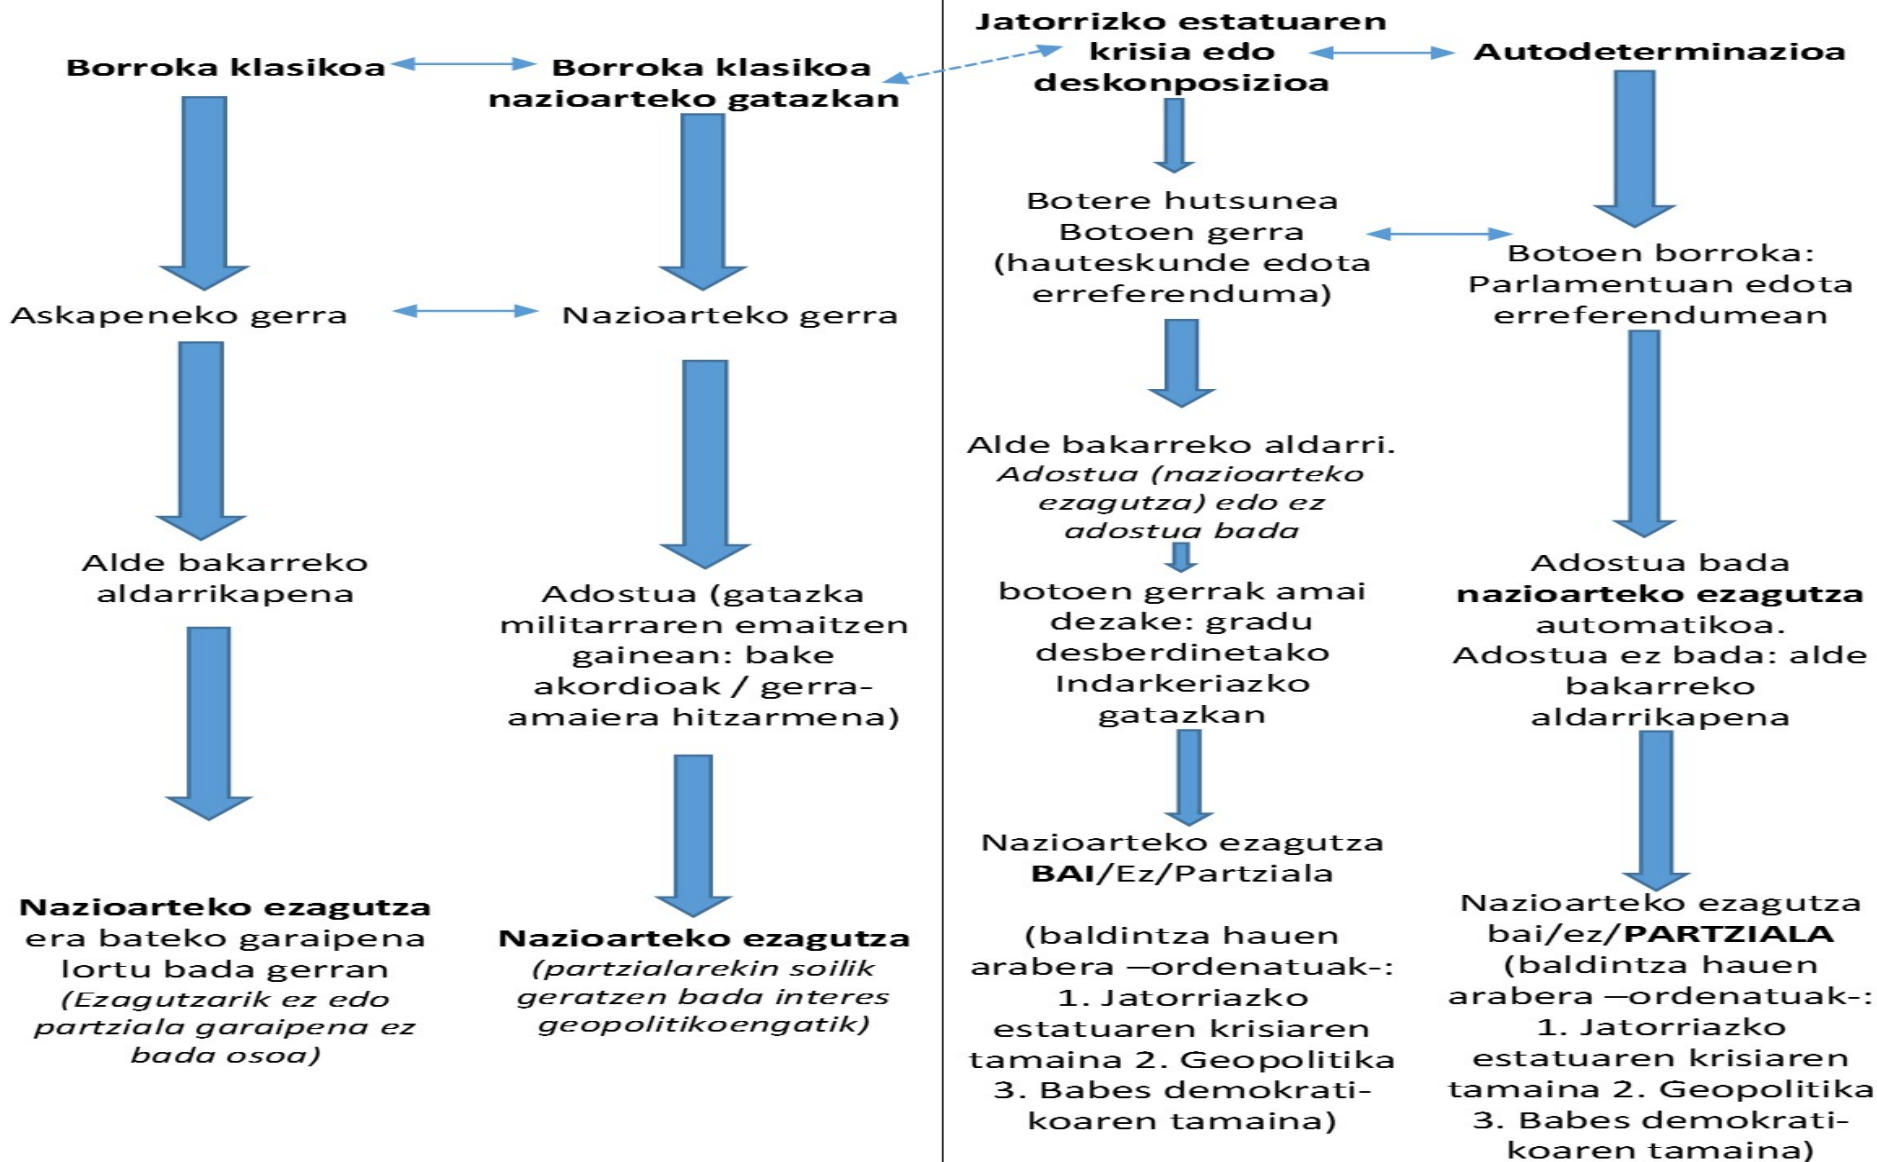 Borroka klasikoa
Askapeneko gerra
Alde bakarreko
aldarrikapena
Nazioarteko ezagutza
era bateko garaipena
lortu bada gerran
(Ezagutzarik ez edo
partziala garaipena ez
bada osoa)
Borroka klasikoa
nazioarteko gatazkan
Nazioarteko gerra
Adostua (gatazka
militarraren emaitzen
gainean: bake
akordioak / gerra-
amaiera hitzarmena)
Nazioarteko ezagutza
(partzialarekin soilik
geratzen bada interes
geopolitikoengatik)
Jatorrizko estatuaren
krisia edo
deskonposizioa
Botere hutsunea
Botoen gerra
(hauteskunde edota
erreferenduma)
Alde bakarreko aldarri.
Adostua (nazioarteko
ezagutza) edo ez
adostua bada
botoen gerrak amai
dezake: gradu
desberdinetako
Indarkeriazko
gatazkan
Nazioarteko ezagutza
BAI/Ez/Partziala
(baldintza hauen
arabera —ordenatuak-:
1. Jatorriazko
estatuaren krisiaren
tamaina 2. Geopolitika
3. Babes demokrati-
koaren tamaina)
Autodeterminazioa
Botoen borroka:
Parlamentuan edota
erreferendumean
Adostua bada
nazioarteko ezagutza
automatikoa.
Adostua ez bada: alde
bakarreko
aldarrikapena
Nazioarteko ezagutza
bai/ez/PARTZIALA
(baldintza hauen
arabera —ordenatuak-:
1. Jatorriazko
estatuaren krisiaren
tamaina 2. Geopolitika
3. Babes demokrati-
koaren tamaina)